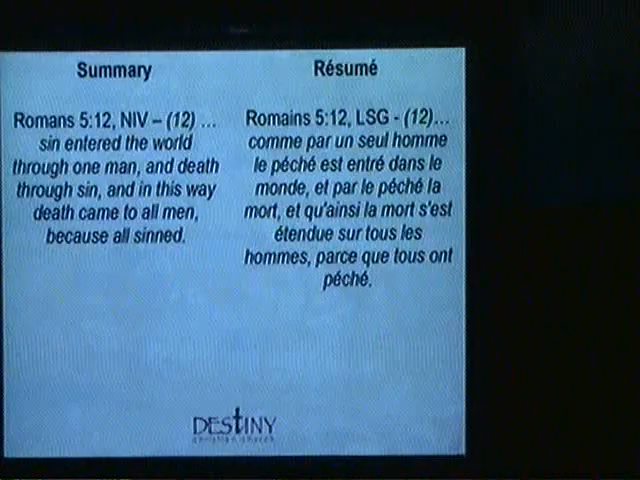 Summary
Romans 5:12, NIV – (12) …
sin entered the world
through one man, and death
through sin, and in this way
death came to all men,
because all sinned.
Résumé
Romains 5:12, LSG - (12)…
comme par un seul homme
le péché est entré dans le
monde, et par le péché la
mort, et qu'ainsi la mort s'est
étendue sur tous les
hommes, parce que tous ont
péché.
DEStINY
christian church